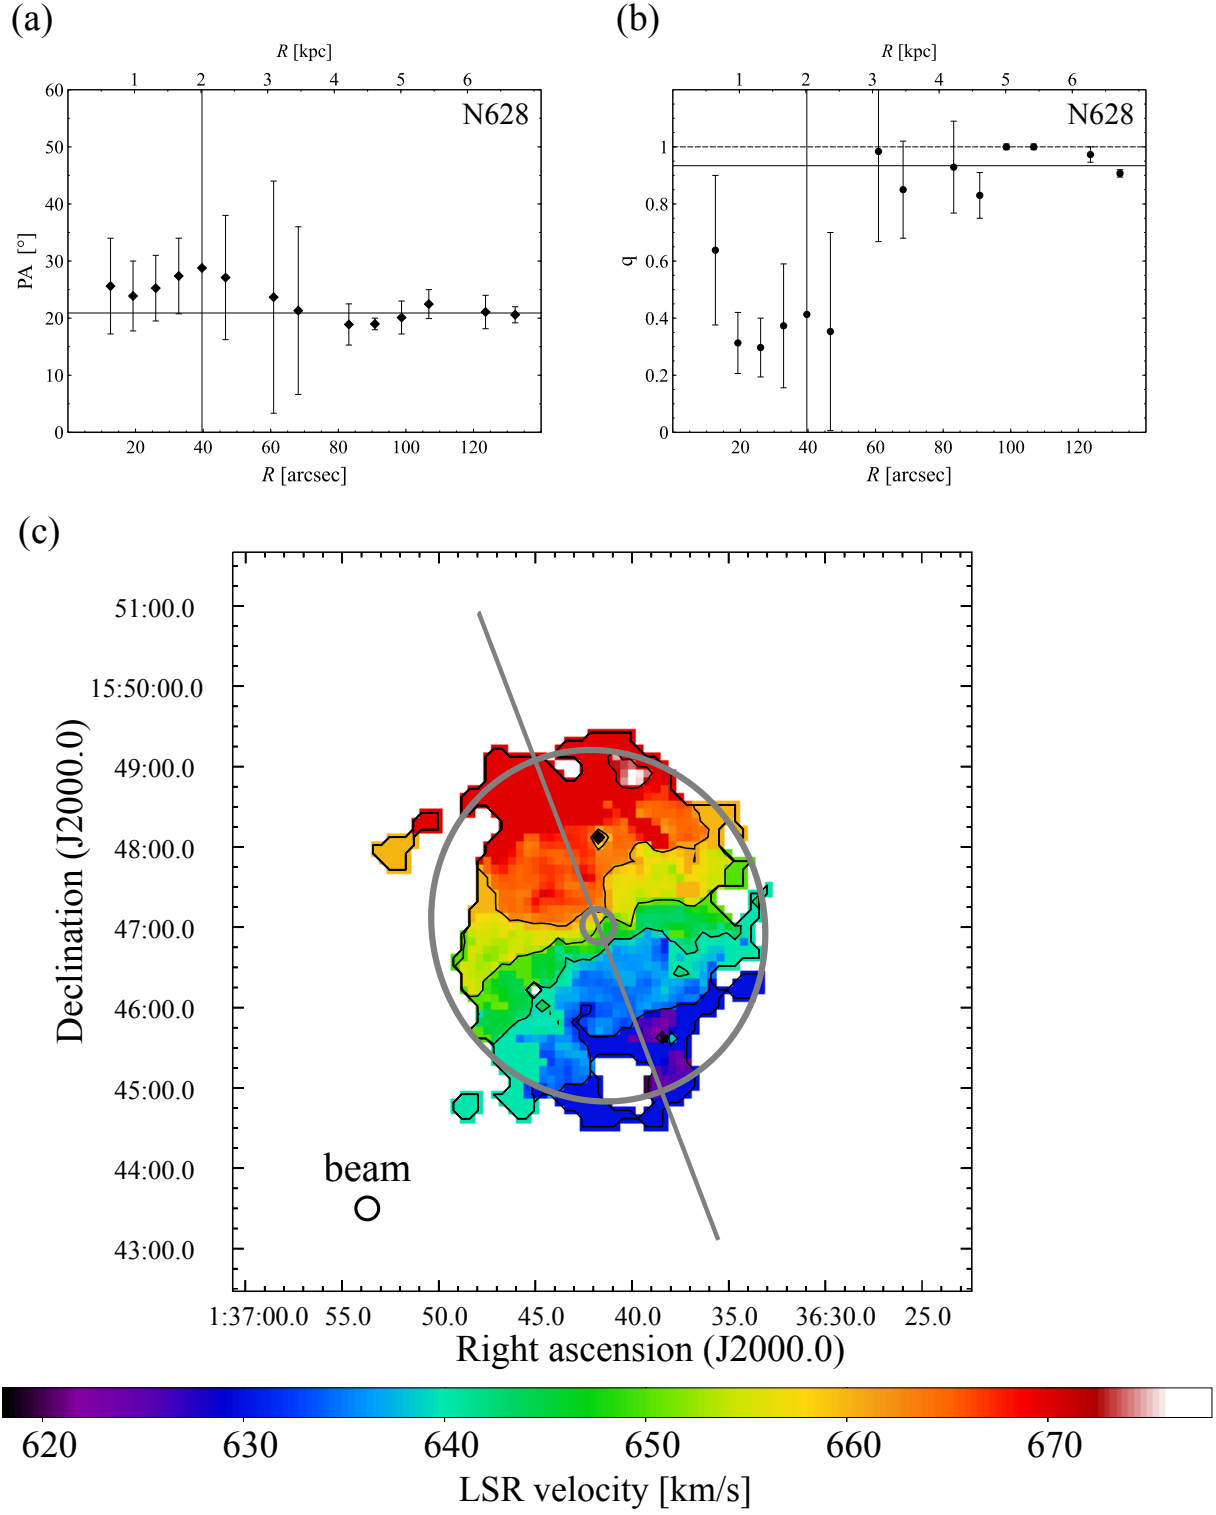 (a)
R [kpc]
1 2 3 4 5 6
N628
60
50
40
30
20
10
0
PA [°]
20 40 60 80 100 120
R [arcsec]
(b)
R [kpc]
1 2 3 4 5 6
N628
1
0.8
0.6
0.4
0.2
0
q
20 40 60 80 100 120
R [arcsec]
(c)
51:00.0
15:50:00.0
49:00.0
48:00.0
47:00.0
46:00.0
45:00.0
44:00.0
43:00.0
Declination (J2000.0)
beam
1:37:00.0 55.0 50.0 45.0 40.0 35.0 36:30.0 25.0
Right ascension (J2000.0)
620 630 640 650 660 670
LSR velocity [km/s]